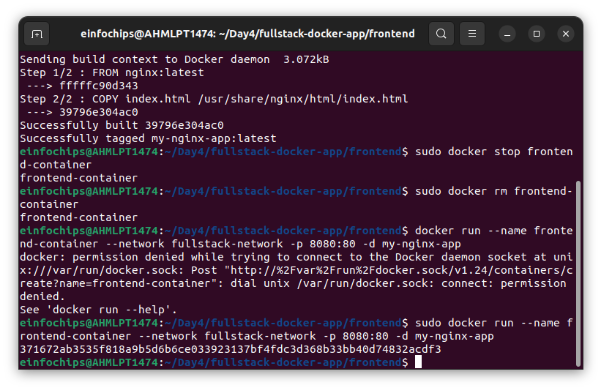 einfochips@AHMLPT1474: ~/Day4/fullstack-docker-app/frontend
Sending build context to Docker daemon  3.072kB
Step 1/2 : FROM nginx:latest
 ---> fffffc90d343
Step 2/2 : COPY index.html /usr/share/nginx/html/index.html
 ---> 39796e304ac0
Successfully built 39796e304ac0
Successfully tagged my-nginx-app:latest
einfochips@AHMLPT1474:~/Day4/fullstack-docker-app/frontend$ sudo docker stop fronten
d-container
frontend-container
einfochips@AHMLPT1474:~/Day4/fullstack-docker-app/frontend$ sudo docker rm frontend-
container
frontend-container
einfochips@AHMLPT1474:~/Day4/fullstack-docker-app/frontend$ docker run --name fronte
nd-container --network fullstack-network -p 8080:80 -d my-nginx-app
docker: permission denied while trying to connect to the Docker daemon socket at uni
x:///var/run/docker.sock: Post "http://%2Fvar%2Frun%2Fdocker.sock/v1.24/containers/c
reate?name=frontend-container": dial unix /var/run/docker.sock: connect: permission
denied.
See 'docker run --help'.
einfochips@AHMLPT1474:~/Day4/fullstack-docker-app/frontend$ sudo docker run --name f
rontend-container --network fullstack-network -p 8080:80 -d my-nginx-app
371672ab3535f818a9b5d6b6ce033923137bf4fdc3d368b33bb40d74832acdf3
einfochips@AHMLPT1474:~/Day4/fullstack-docker-app/frontend$